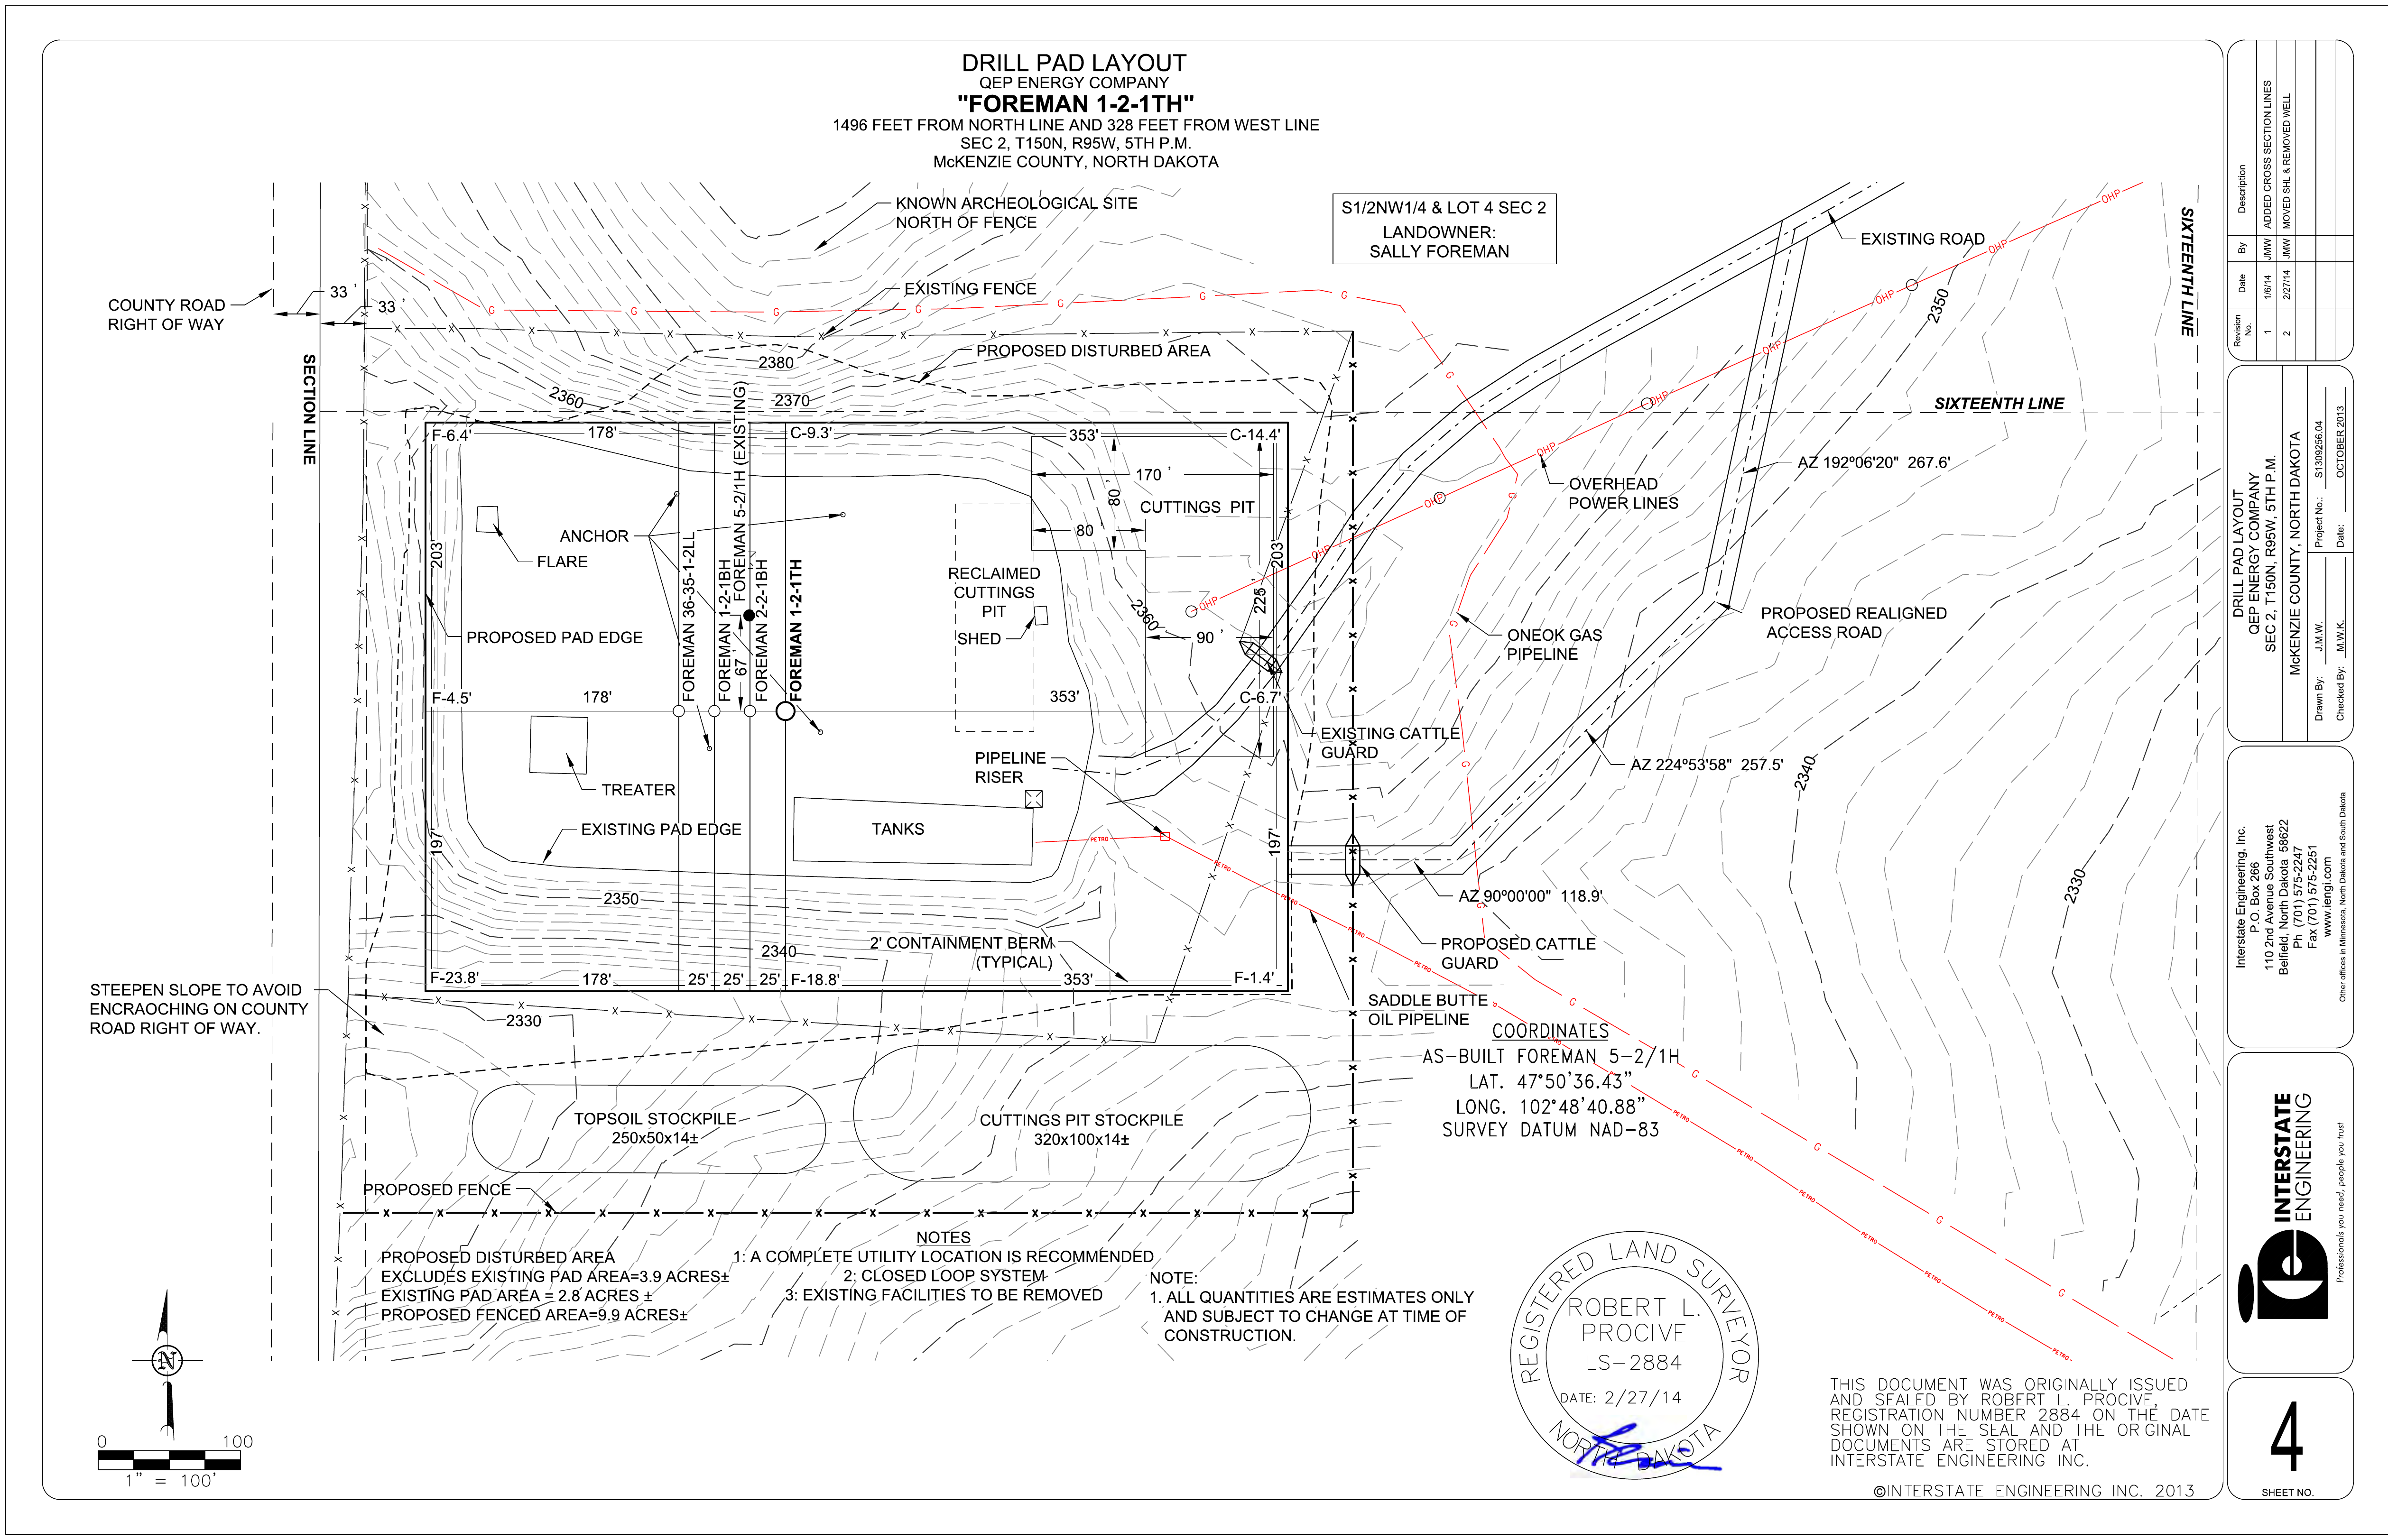 DRILL PAD LAYOUT
QEP ENERGY COMPANY
"FOREMAN 1-2-1TH"
1496 FEET FROM NORTH LINE AND 328 FEET FROM WEST LINE
SEC 2, T150N, R95W, 5TH P.M.
McKENZIE COUNTY, NORTH DAKOTA
KNOWN ARCHEOLOGICAL SITE
NORTH OF FENCE
S1/2NW1/4 & LOT 4 SEC 2
LANDOWNER:
SALLY FOREMAN
EXISTING ROAD
SIXTEENTH LINE
COUNTY ROAD
RIGHT OF WAY
33 '
33 '
SECTION LINE
EXISTING FENCE
PROPOSED DISTURBED AREA
2380
2370
2360
2350
SIXTEENTH LINE
F-6.4'
178'
C-9.3'
353'
C-14.4'
170 '
80 '
80 '
CUTTINGS PIT
203'
203'
225 '
90 '
2360
ANCHOR
FLARE
PROPOSED PAD EDGE
FOREMAN 36-35-1-2LL
FOREMAN 1-2-1BH
FOREMAN 5-2/1H (EXISTING)
67 '
FOREMAN 2-2-1BH
FOREMAN 1-2-1TH
RECLAIMED
CUTTINGS
PIT
SHED
OHP
OHP
OHP
OHP
OHP
OHP
OHP
OHP
OHP
OVERHEAD
POWER LINES
AZ 192º06'20" 267.6'
ONEOK GAS
PIPELINE
PROPOSED REALIGNED
ACCESS ROAD
F-4.5'
178'
353'
C-6.7'
EXISTING CATTLE
GUARD
AZ 224º53'58" 257.5'
2340
TREATER
PIPELINE
RISER
TANKS
EXISTING PAD EDGE
197'
197'
PETRO
AZ 90º00'00" 118.9'
2330
2350
2340
2' CONTAINMENT BERM
(TYPICAL)
PROPOSED CATTLE
GUARD
F-23.8'
178'
25'
25'
25'
F-18.8'
353'
F-1.4'
STEEPEN SLOPE TO AVOID
ENCRAOCHING ON COUNTY
ROAD RIGHT OF WAY.
2330
SADDLE BUTTE
OIL PIPELINE
COORDINATES
AS-BUILT FOREMAN 5-2/1H
LAT. 47°50'36.43"
LONG. 102°48'40.88"
SURVEY DATUM NAD-83
TOPSOIL STOCKPILE
250x50x14±
CUTTINGS PIT STOCKPILE
320x100x14±
PROPOSED FENCE
PROPOSED DISTURBED AREA
EXCLUDES EXISTING PAD AREA=3.9 ACRES±
EXISTING PAD AREA = 2.8 ACRES ±
PROPOSED FENCED AREA=9.9 ACRES±
NOTES
1: A COMPLETE UTILITY LOCATION IS RECOMMENDED
2: CLOSED LOOP SYSTEM
3: EXISTING FACILITIES TO BE REMOVED
NOTE:
1. ALL QUANTITIES ARE ESTIMATES ONLY
AND SUBJECT TO CHANGE AT TIME OF
CONSTRUCTION.
REGISTERED LAND SURVEYOR
ROBERT L.
PROCIVE
LS-2884
DATE: 2/27/14
NORTH DAKOTA
N
0 100
1" = 100'
THIS DOCUMENT WAS ORIGINALLY ISSUED
AND SEALED BY ROBERT L. PROCIVE,
REGISTRATION NUMBER 2884 ON THE DATE
SHOWN ON THE SEAL AND THE ORIGINAL
DOCUMENTS ARE STORED AT
INTERSTATE ENGINEERING INC.
©INTERSTATE ENGINEERING INC. 2013
Revision No. Date By Description
1 1/6/14 JMW ADDED CROSS SECTION LINES
2 2/27/14 JMW MOVED SHL & REMOVED WELL
DRILL PAD LAYOUT
QEP ENERGY COMPANY
SEC 2, T150N, R95W, 5TH P.M.
McKENZIE COUNTY, NORTH DAKOTA
Drawn By: J.M.W. Project No.: S1309256.04
Checked By: M.W.K. Date: OCTOBER 2013
Interstate Engineering, Inc.
P.O. Box 266
110 2nd Avenue Southwest
Belfield, North Dakota 58622
Ph (701) 575-2247
Fax (701) 575-2251
www.iengi.com
Other offices in Minnesota, North Dakota and South Dakota
INTERSTATE
ENGINEERING
Professionals you need, people you trust
4
SHEET NO.